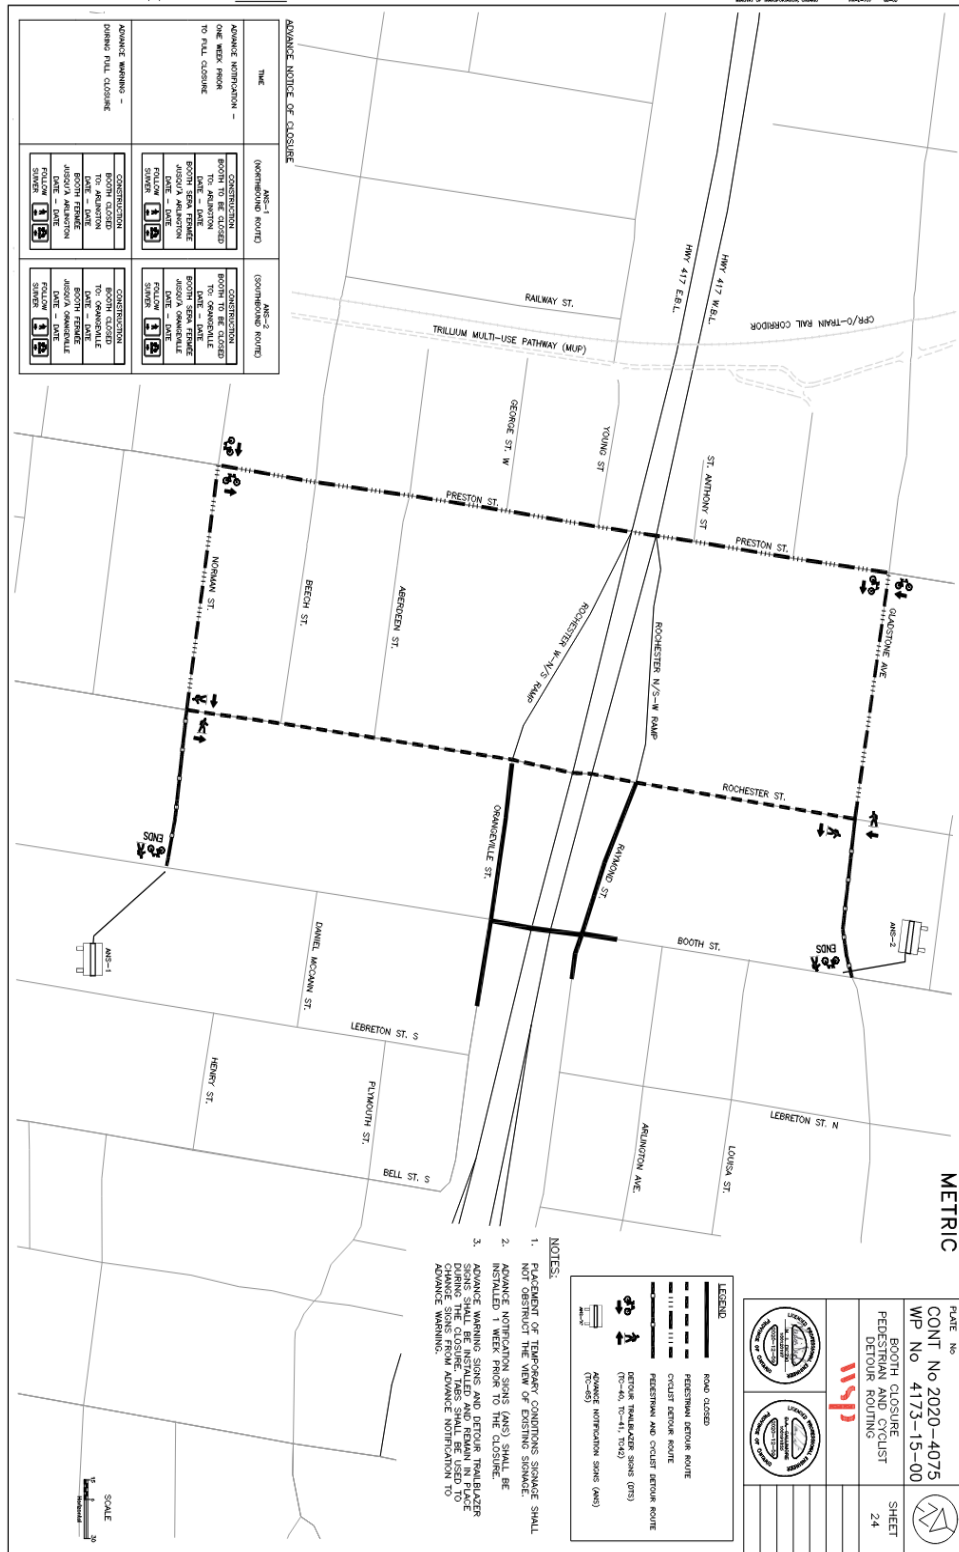 METRIC
PLATE No
CONT No 2020-4075
WP No 4173-15-00
BOOTH CLOSURE
PEDESTRIAN AND CYCLIST
DETOUR ROUTING
SHEET
24
wsp
ADVANCE NOTICE OF CLOSURE
TIME
ANS-1
(NORTHBOUND ROUTE)
ANS-2
(SOUTHBOUND ROUTE)
ADVANCE NOTIFICATION -
ONE WEEK PRIOR
TO FULL CLOSURE
CONSTRUCTION
BOOTH TO BE CLOSED
TO: ARLINGTON
DATE - DATE
BOOTH SERA FERMÉE
JUSQU'À ARLINGTON
DATE - DATE
FOLLOW
SUIVER
CONSTRUCTION
BOOTH TO BE CLOSED
TO: ORANGEVILLE
DATE - DATE
BOOTH SERA FERMÉE
JUSQU'À ORANGEVILLE
DATE - DATE
FOLLOW
SUIVER
ADVANCE WARNING -
DURING FULL CLOSURE
CONSTRUCTION
BOOTH CLOSED
TO: ARLINGTON
DATE - DATE
BOOTH FERMÉE
JUSQU'À ARLINGTON
DATE - DATE
FOLLOW
SUIVER
CONSTRUCTION
BOOTH CLOSED
TO: ORANGEVILLE
DATE - DATE
BOOTH FERMÉE
JUSQU'À ORANGEVILLE
DATE - DATE
FOLLOW
SUIVER
HWY 417 W.B.L.
HWY 417 E.B.L.
RAILWAY ST.
CPR/O-TRAIN RAIL CORRIDOR
TRILLIUM MULTI-USE PATHWAY (MUP)
GEORGE ST. W
YOUNG ST
ST. ANTHONY ST
PRESTON ST.
PRESTON ST.
NORMAN ST.
BEECH ST.
ABERDEEN ST.
ROCHESTER W-N/S RAMP
ROCHESTER N/S-W RAMP
GLADSTONE AVE
ROCHESTER ST.
ORANGEVILLE ST.
RAYMOND ST.
ENDS
ENDS
ANS-1
ANS-2
BOOTH ST.
DANIEL MCCANN ST.
LEBRETON ST. S
LEBRETON ST. N
HENRY ST.
PLYMOUTH ST.
BELL ST. S
ARLINGTON AVE.
LOUISA ST.
LEGEND
ROAD CLOSED
PEDESTRIAN DETOUR ROUTE
CYCLIST DETOUR ROUTE
PEDESTRIAN AND CYCLIST DETOUR ROUTE
DETOUR TRAILBLAZER SIGNS (DTS)
(TC-40, TC-41, TC42)
ADVANCE NOTIFICATION SIGNS (ANS)
(TC-65)
NOTES:
1. PLACEMENT OF TEMPORARY CONDITIONS SIGNAGE SHALL
NOT OBSTRUCT THE VIEW OF EXISTING SIGNAGE.
2. ADVANCE NOTIFICATION SIGNS (ANS) SHALL BE
INSTALLED 1 WEEK PRIOR TO THE CLOSURE.
3. ADVANCE WARNING SIGNS AND DETOUR TRAILBLAZER
SIGNS SHALL BE INSTALLED AND REMAIN IN PLACE
DURING THE CLOSURE. TABS SHALL BE USED TO
CHANGE SIGNS FROM ADVANCE NOTIFICATION TO
ADVANCE WARNING.
SCALE